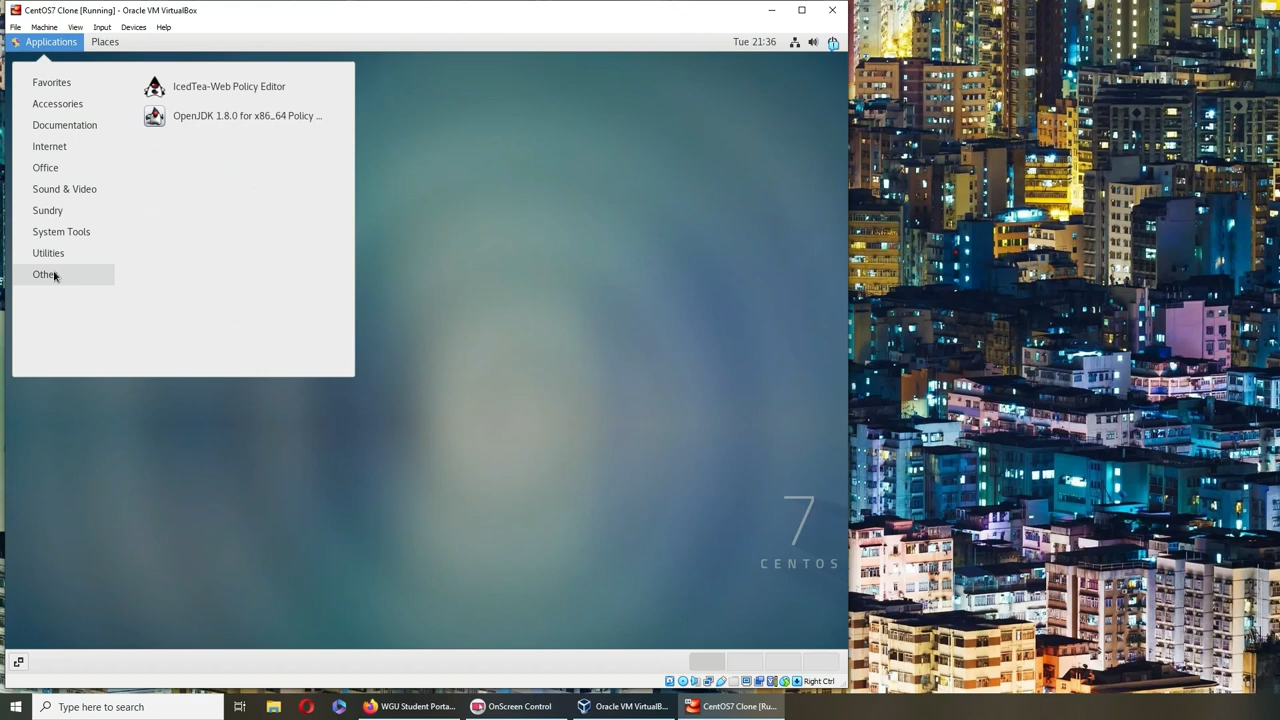 CentOS7 Clone [Running] - Oracle VM VirtualBox
File Machine View Input Devices Help
Applications Places Tue 21:36
Favorites
Accessories
Documentation
Internet
Office
Sound & Video
Sundry
System Tools
Utilities
Other
IcedTea-Web Policy Editor
OpenJDK 1.8.0 for x86_64 Policy ...
7
CENTOS
Right Ctrl
Type here to search
WGU Student Porta...
OnScreen Control
Oracle VM VirtualB...
CentOS7 Clone [Ru...